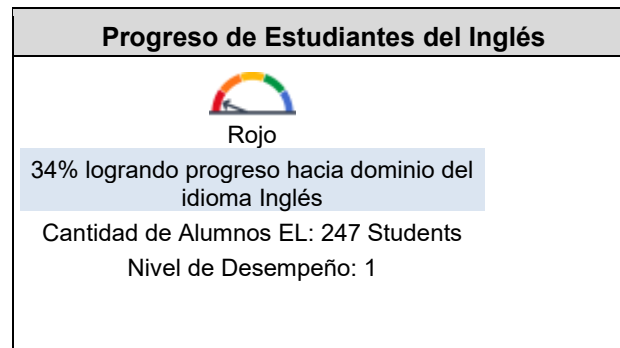 Progreso de Estudiantes del Inglés
Rojo
34% logrando progreso hacia dominio del
idioma Inglés
Cantidad de Alumnos EL: 247 Students
Nivel de Desempeño: 1